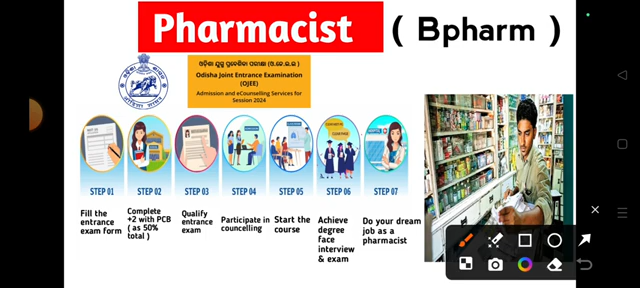 Pharmacist ( Bpharm )
ଓଡ଼ିଶା ଯୁଗ୍ମ ପ୍ରବେଶିକା ପରୀକ୍ଷା (ଓ.ଜେ.ଇ.ଇ)
Odisha Joint Entrance Examination
(OJEE)
Admission and eCounselling Services for
Session 2024
STEP 01
STEP 02
STEP 03
STEP 04
STEP 05
STEP 06
STEP 07
Fill the
entrance
exam form
Complete
+2 with PCB
( as 50%
total )
Qualify
entrance
exam
Participate in
councelling
Start the
course
Achieve
degree
face
interview
& exam
Do your dream
job as a
pharmacist